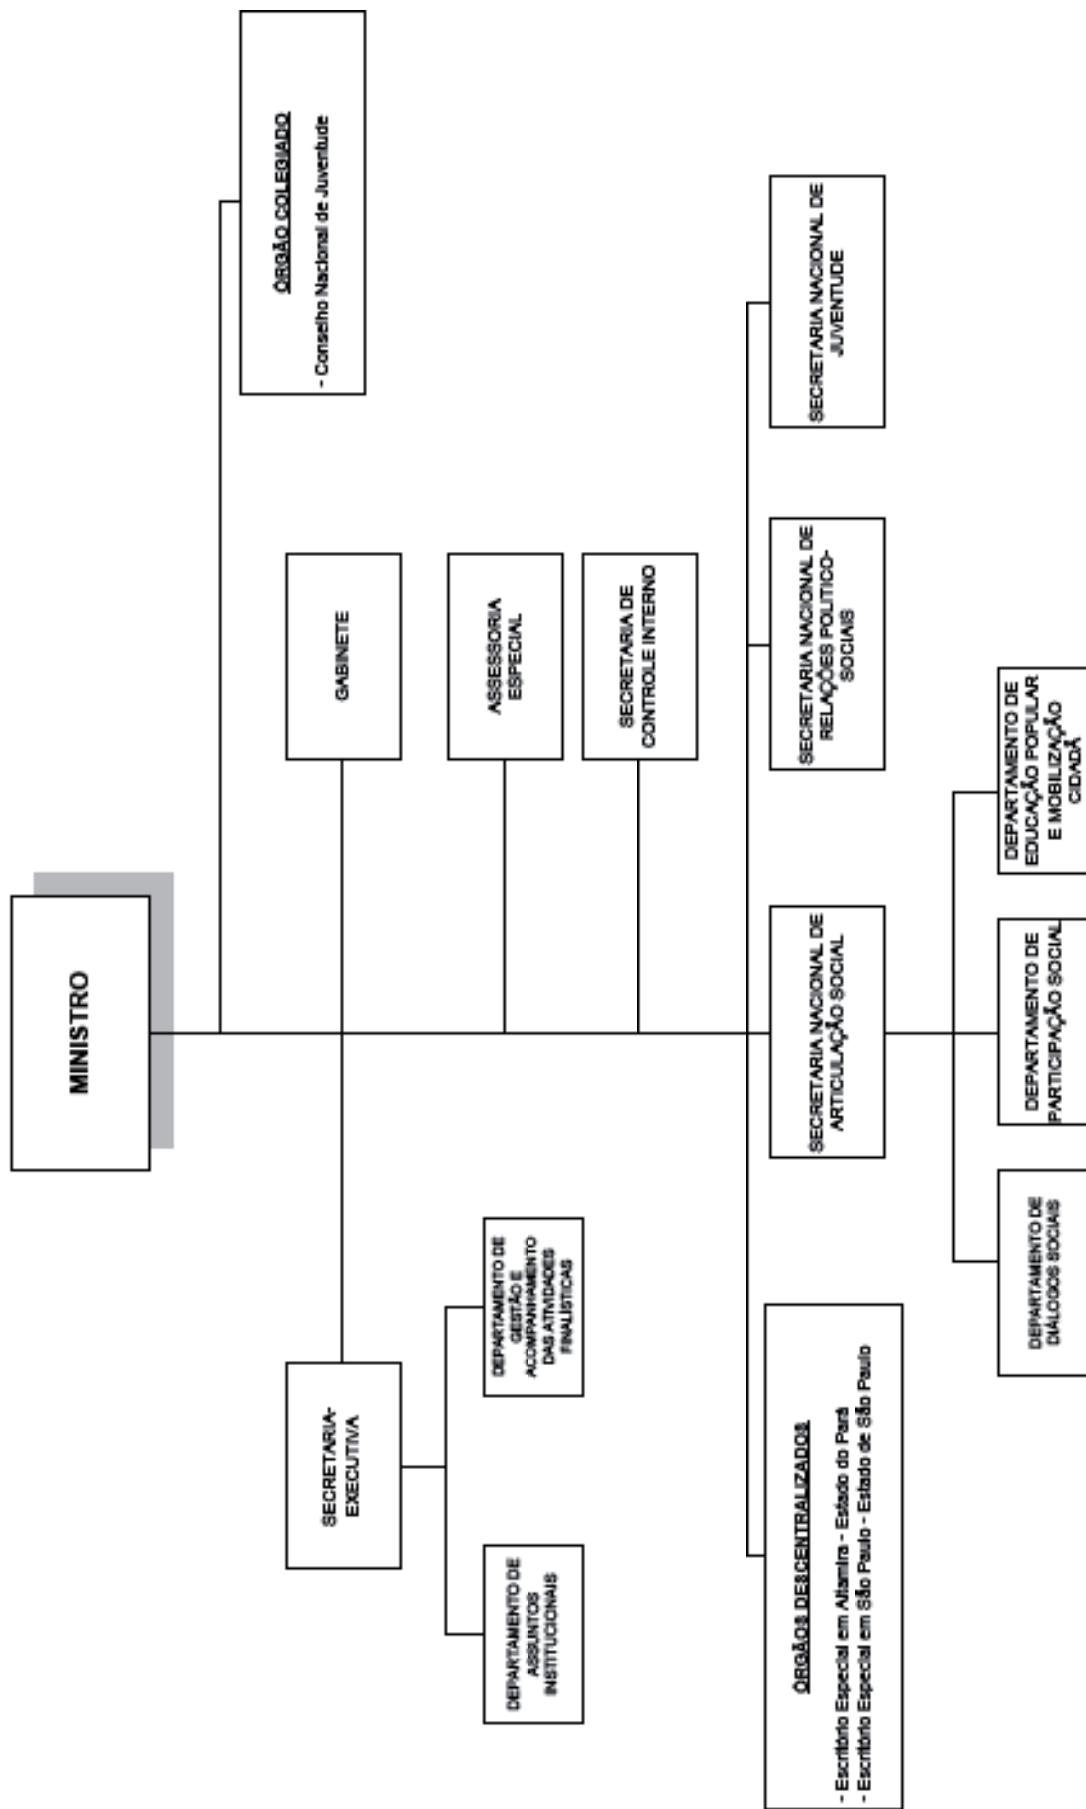 MINISTRO
ÓRGÃO COLEGIADO
- Conselho Nacional de Juventude
SECRETARIA-
EXECUTIVA
GABINETE
DEPARTAMENTO DE
ASSUNTOS
INSTITUCIONAIS
DEPARTAMENTO DE
GESTÃO E
ACOMPANHAMENTO
DAS ATIVIDADES
FINALÍSTICAS
ASSESSORIA
ESPECIAL
SECRETARIA DE
CONTROLE INTERNO
ÓRGÃOS DESCENTRALIZADOS
- Escritório Especial em Altamira - Estado do Pará
- Escritório Especial em São Paulo - Estado de São Paulo
SECRETARIA NACIONAL DE
ARTICULAÇÃO SOCIAL
SECRETARIA NACIONAL DE
RELAÇÕES POLITICO-
SOCIAIS
SECRETARIA NACIONAL DE
JUVENTUDE
DEPARTAMENTO DE
DIÁLOGOS SOCIAIS
DEPARTAMENTO DE
PARTICIPAÇÃO SOCIAL
DEPARTAMENTO DE
EDUCAÇÃO POPULAR
E MOBILIZAÇÃO
CIDADÃ